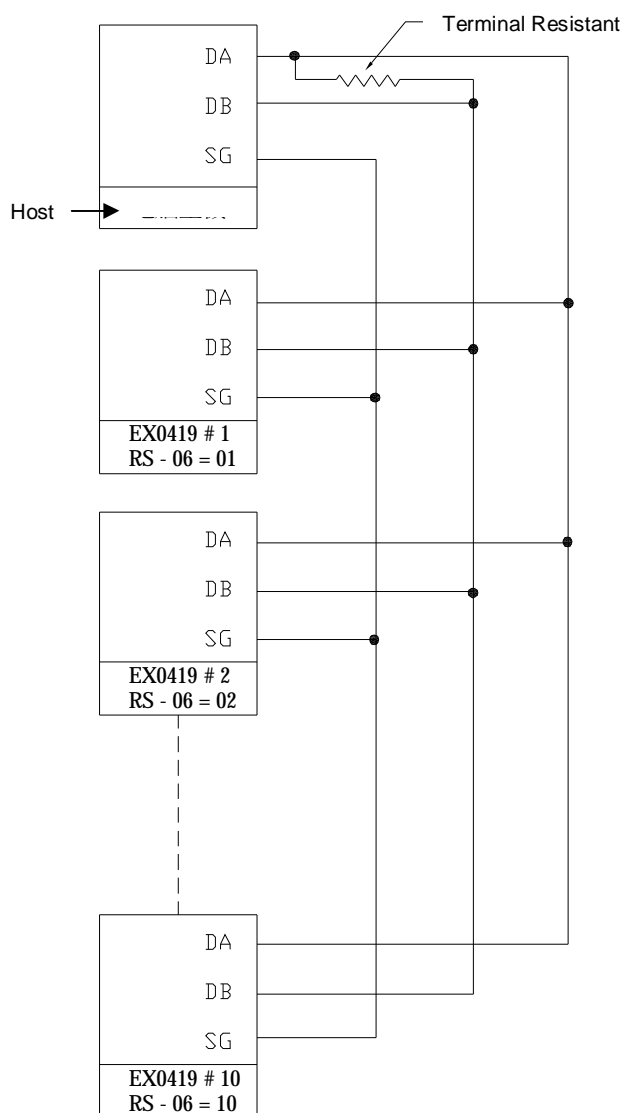 Terminal Resistant
DA
DB
SG
Host
DA
DB
SG
EX0419 # 1
RS - 06 = 01
DA
DB
SG
EX0419 # 2
RS - 06 = 02
DA
DB
SG
EX0419 # 10
RS - 06 = 10